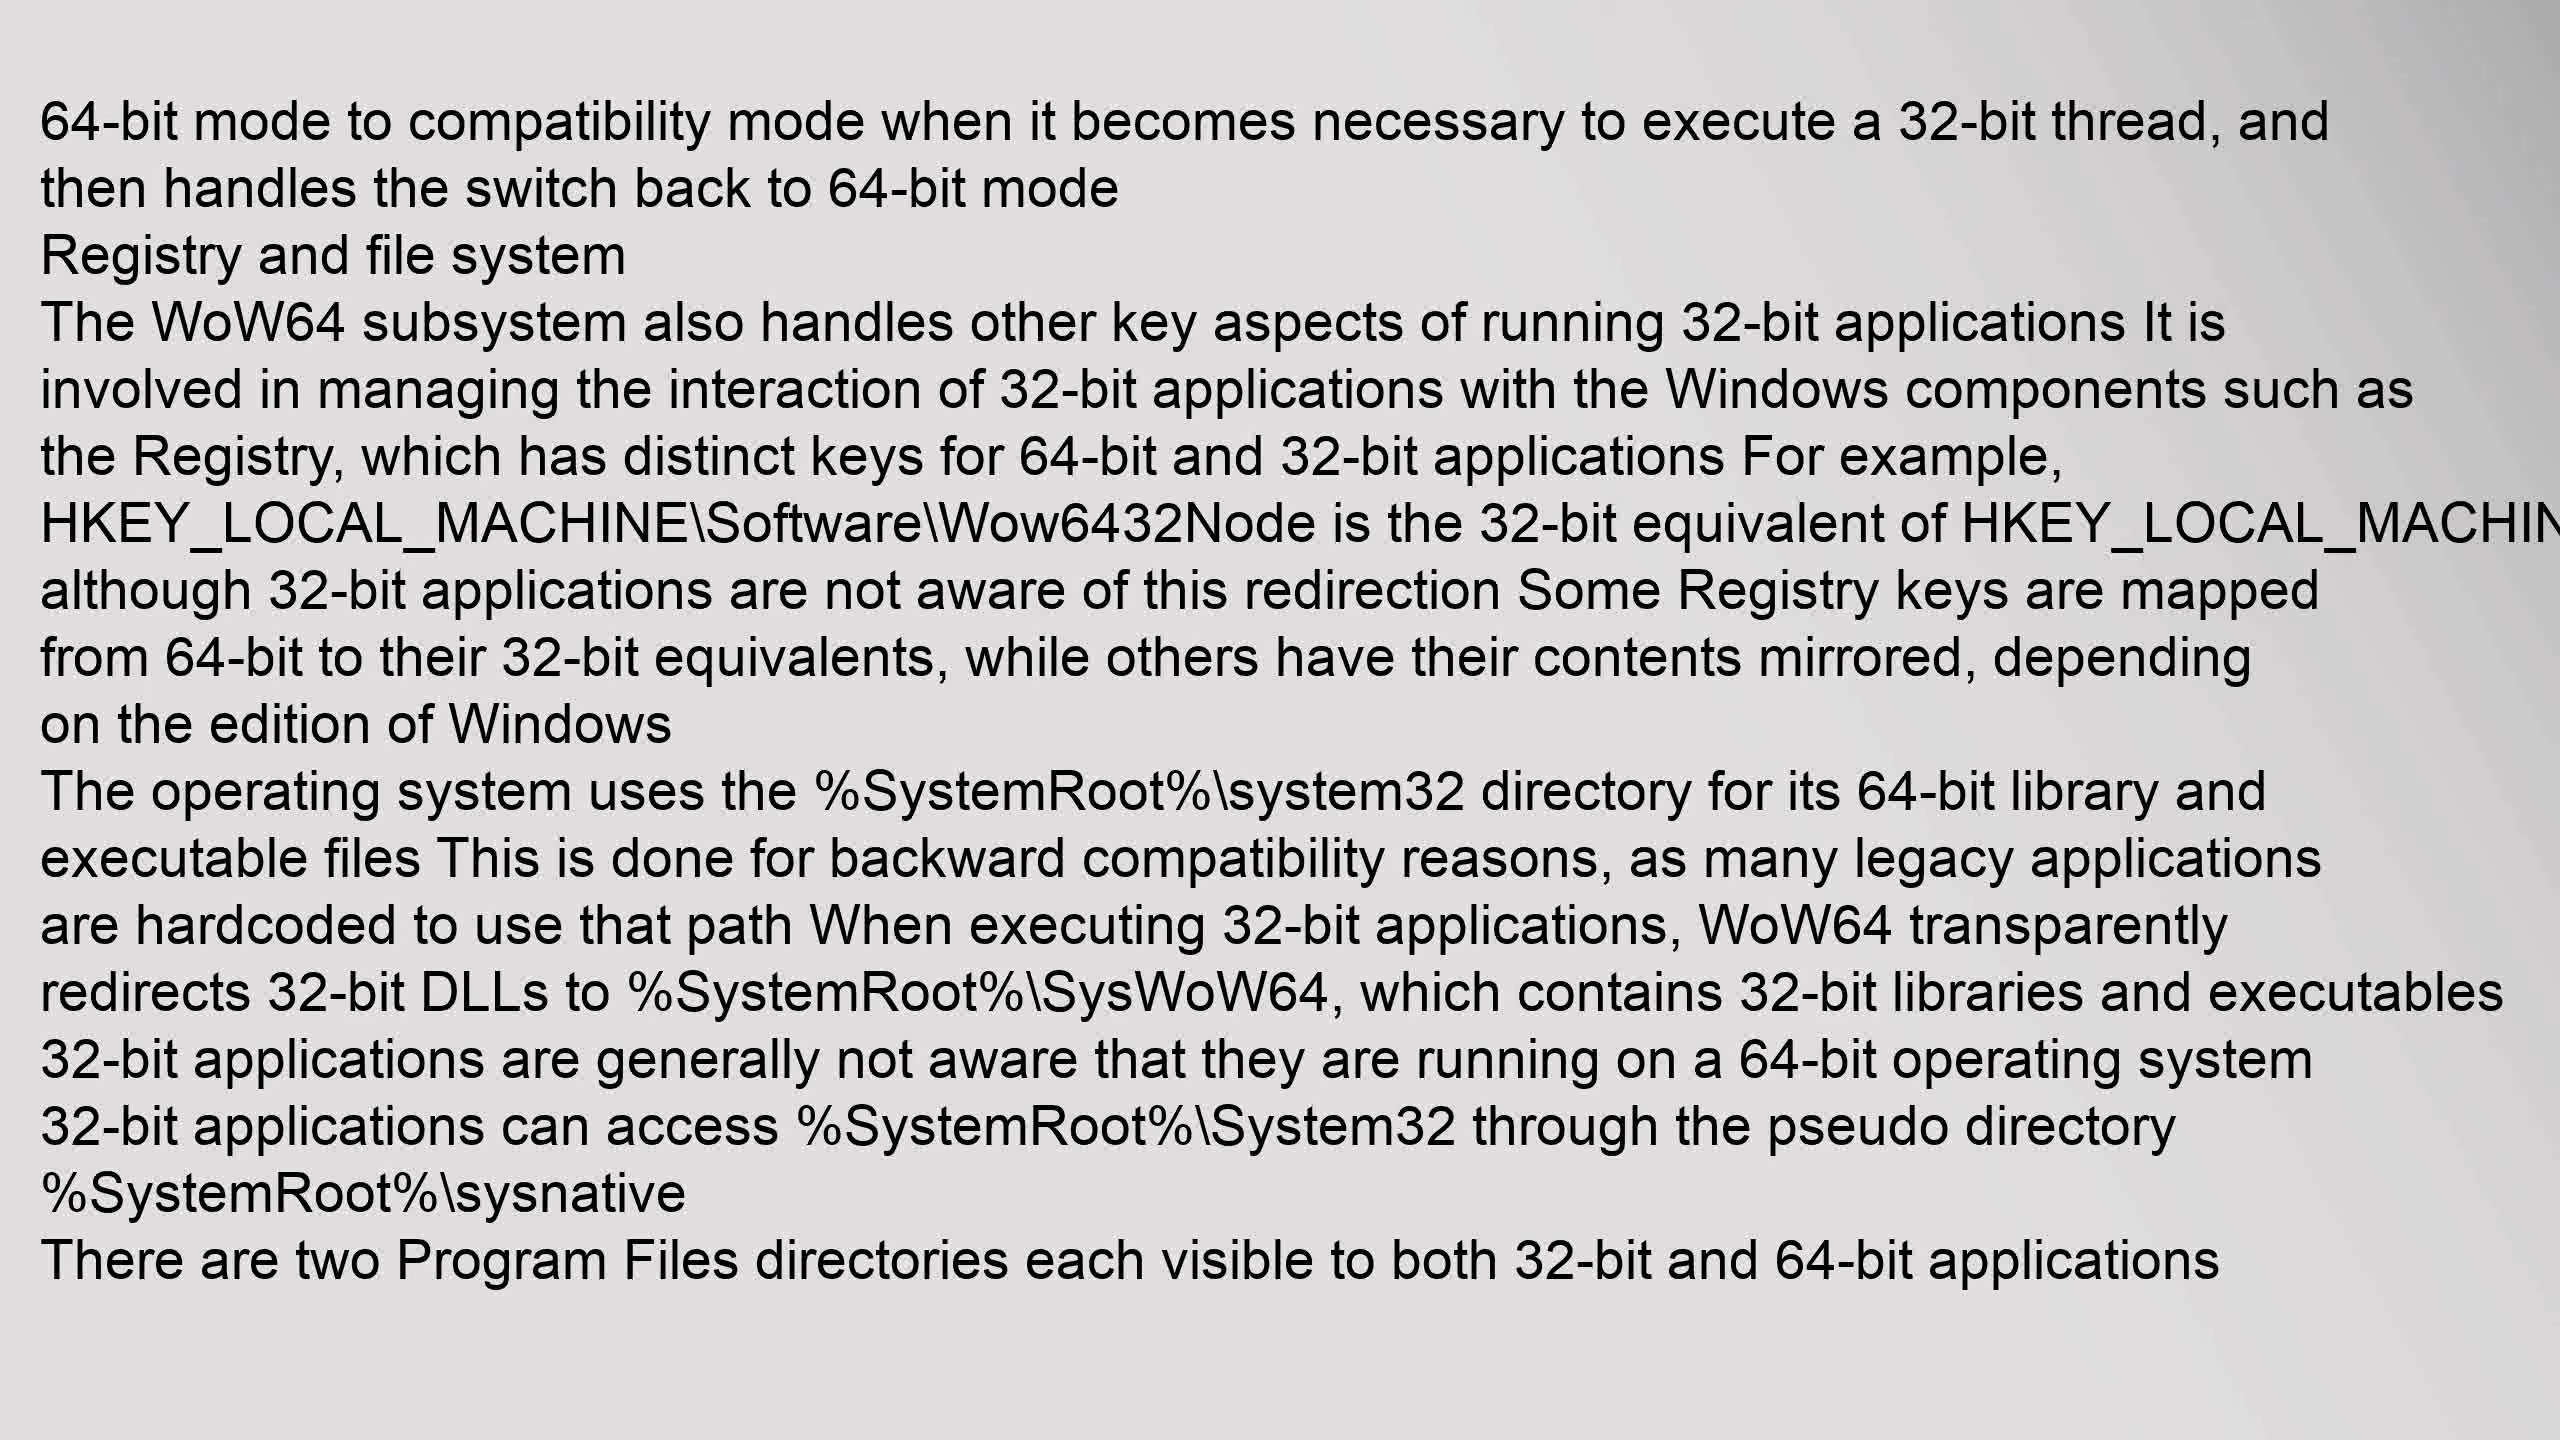 64-bit mode to compatibility mode when it becomes necessary to execute a 32-bit thread, and
then handles the switch back to 64-bit mode
Registry and file system
The WoW64 subsystem also handles other key aspects of running 32-bit applications It is
involved in managing the interaction of 32-bit applications with the Windows components such as
the Registry, which has distinct keys for 64-bit and 32-bit applications For example,
HKEY_LOCAL_MACHINE\Software\Wow6432Node is the 32-bit equivalent of HKEY_LOCAL_MACHIN
although 32-bit applications are not aware of this redirection Some Registry keys are mapped
from 64-bit to their 32-bit equivalents, while others have their contents mirrored, depending
on the edition of Windows
The operating system uses the %SystemRoot%\system32 directory for its 64-bit library and
executable files This is done for backward compatibility reasons, as many legacy applications
are hardcoded to use that path When executing 32-bit applications, WoW64 transparently
redirects 32-bit DLLs to %SystemRoot%\SysWoW64, which contains 32-bit libraries and executables
32-bit applications are generally not aware that they are running on a 64-bit operating system
32-bit applications can access %SystemRoot%\System32 through the pseudo directory
%SystemRoot%\sysnative
There are two Program Files directories each visible to both 32-bit and 64-bit applications